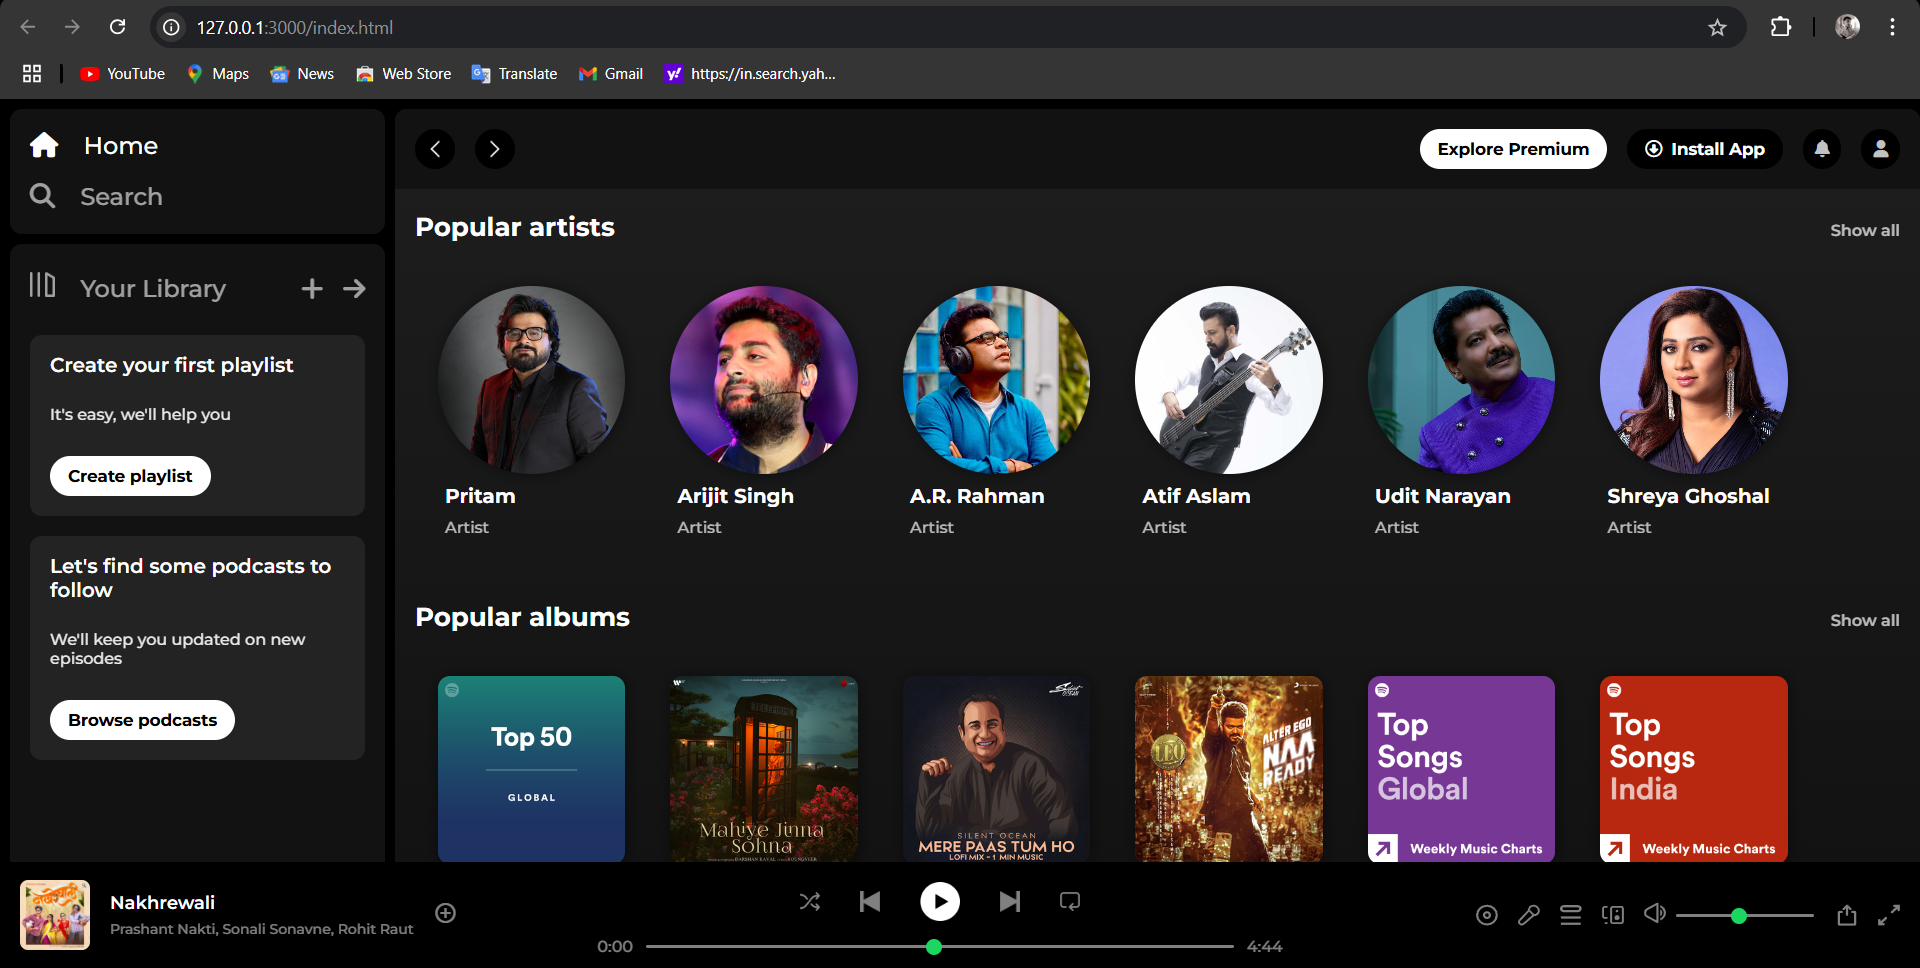 127.0.0.1:3000/index.html
YouTube
Maps
News
Web Store
Translate
Gmail
https://in.search.yah...
Home
Search
Your Library
Create your first playlist
It's easy, we'll help you
Create playlist
Let's find some podcasts to
follow
We'll keep you updated on new
episodes
Browse podcasts
Explore Premium
Install App
Popular artists
Show all
Pritam
Artist
Arijit Singh
Artist
A.R. Rahman
Artist
Atif Aslam
Artist
Udit Narayan
Artist
Shreya Ghoshal
Artist
Popular albums
Show all
Top 50
GLOBAL
Mahiye Jinna
Sohna
DARSHAN RAVAL
Silent
OCEAN
SILENT OCEAN
MERE PAAS TUM HO
LOFI MIX - 1 MIN MUSIC
LEO
ALTER EGO
NAA
READY
Top
Songs
Global
Weekly Music Charts
Top
Songs
India
Weekly Music Charts
Nakhrewali
Prashant Nakti, Sonali Sonavne, Rohit Raut
0:00
4:44